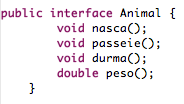 public interface Animal {
void nasca();
void passeie();
void durma();
double peso();
}